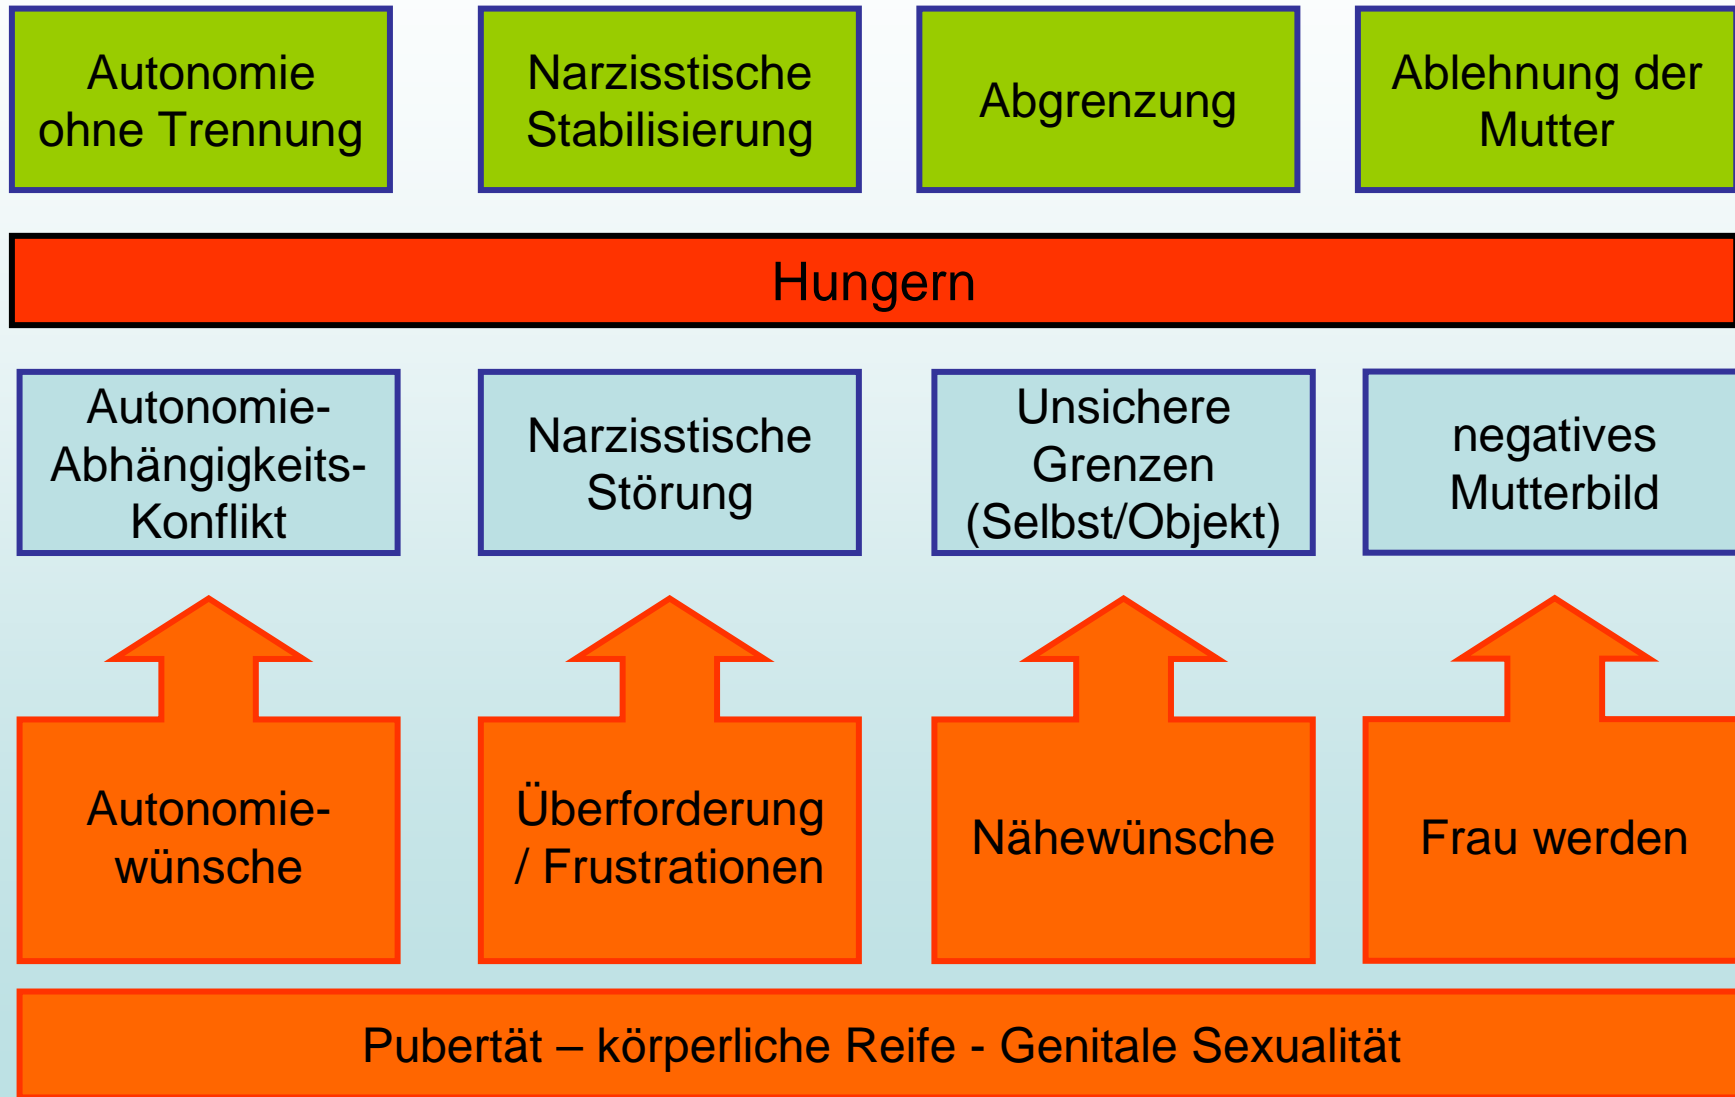 Autonomie
ohne Trennung
Narzisstische
Stabilisierung
Abgrenzung
Ablehnung der
Mutter
Hungern
Autonomie-
Abhängigkeits-
Konflikt
Narzisstische
Störung
Unsichere
Grenzen
(Selbst/Objekt)
negatives
Mutterbild
Autonomie-
wünsche
Überforderung
/ Frustrationen
Nähewünsche
Frau werden
Pubertät – körperliche Reife - Genitale Sexualität